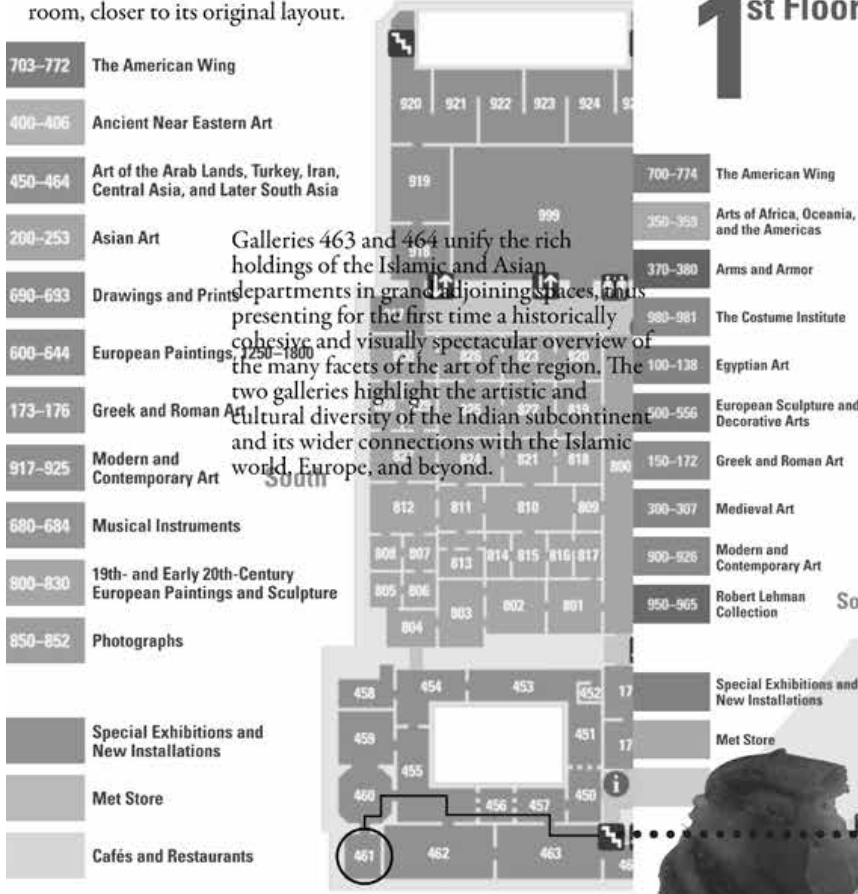 room, closer to its original layout.
703–772 The American Wing
400–406 Ancient Near Eastern Art
450–464 Art of the Arab Lands, Turkey, Iran,
Central Asia, and Later South Asia
200–253 Asian Art
690–693 Drawings and Prints
600–644 European Paintings, 1250–1800
173–176 Greek and Roman Art
917–925 Modern and
Contemporary Art
680–684 Musical Instruments
800–830 19th- and Early 20th-Century
European Paintings and Sculpture
850–852 Photographs
Special Exhibitions and
New Installations
Met Store
Cafés and Restaurants
Galleries 463 and 464 unify the rich
holdings of the Islamic and Asian
departments in grand adjoining spaces, thus
presenting for the first time a historically
cohesive and visually spectacular overview of
the many facets of the art of the region. The
two galleries highlight the artistic and
cultural diversity of the Indian subcontinent
and its wider connections with the Islamic
world, Europe, and beyond.
South
920 921 922 923 924
919
999
918
821 818
800
812 811 810 809
808 807 813 814 815 816 817
805 806
804 803 802 801
458 454 453 452
459 451
455
460 456 457 450
461 462 463
1st Floor
700–774 The American Wing
350–359 Arts of Africa, Oceania,
and the Americas
370–380 Arms and Armor
980–981 The Costume Institute
100–138 Egyptian Art
500–556 European Sculpture and
Decorative Arts
150–172 Greek and Roman Art
300–307 Medieval Art
900–926 Modern and
Contemporary Art
950–965 Robert Lehman
Collection
So
Special Exhibitions and
New Installations
Met Store